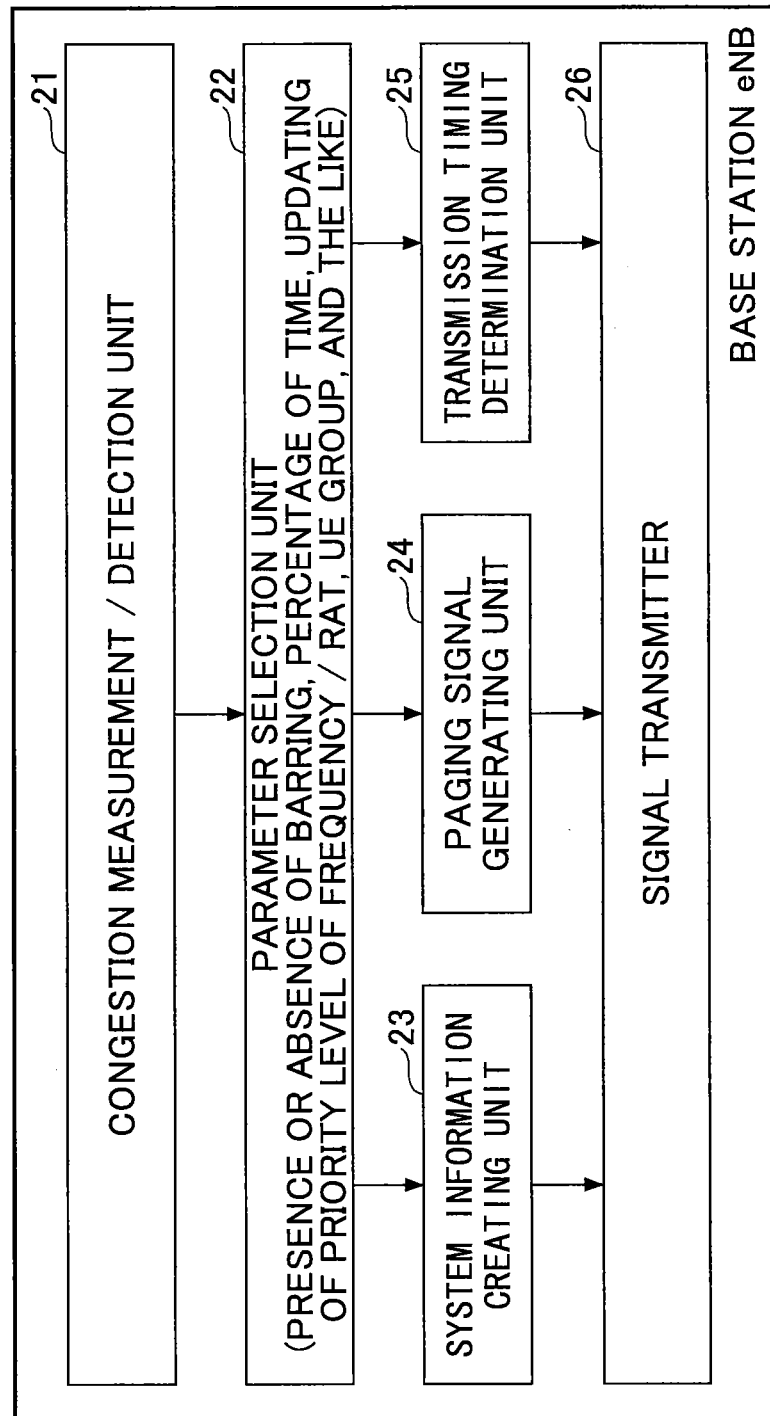 21
CONGESTION MEASUREMENT / DETECTION UNIT
22
PARAMETER SELECTION UNIT
(PRESENCE OR ABSENCE OF BARRING, PERCENTAGE OF TIME, UPDATING
OF PRIORITY LEVEL OF FREQUENCY / RAT, UE GROUP, AND THE LIKE)
23
SYSTEM INFORMATION
CREATING UNIT
24
PAGING SIGNAL
GENERATING UNIT
25
TRANSMISSION TIMING
DETERMINATION UNIT
26
SIGNAL TRANSMITTER
BASE STATION eNB